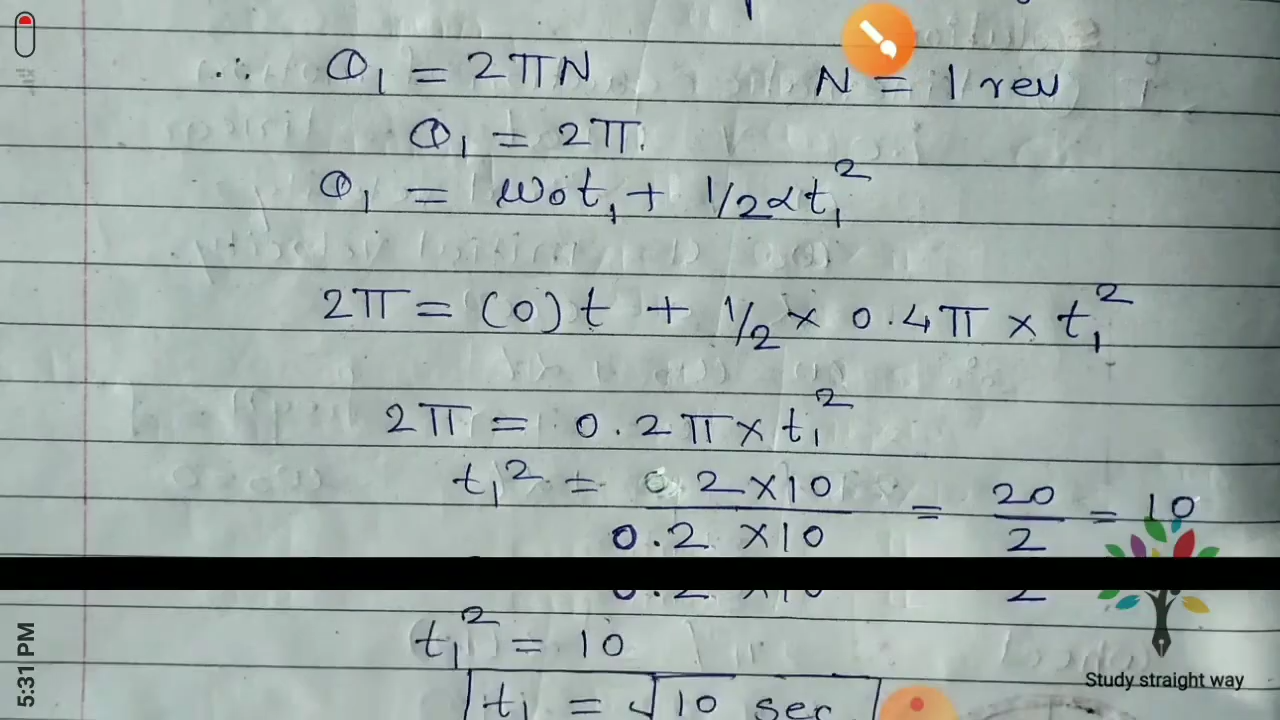 ∴ θ₁ = 2πN N = 1 rev
θ₁ = 2π
θ₁ = ω₀t₁ + 1/2 αt₁²
2π = (0)t + 1/2 × 0.4π × t₁²
2π = 0.2π × t₁²
t₁² = 2×10 / 0.2 ×10 = 20/2 = 10
t₁² = 10
t₁ = √10 sec
Study straight way
5:31 PM